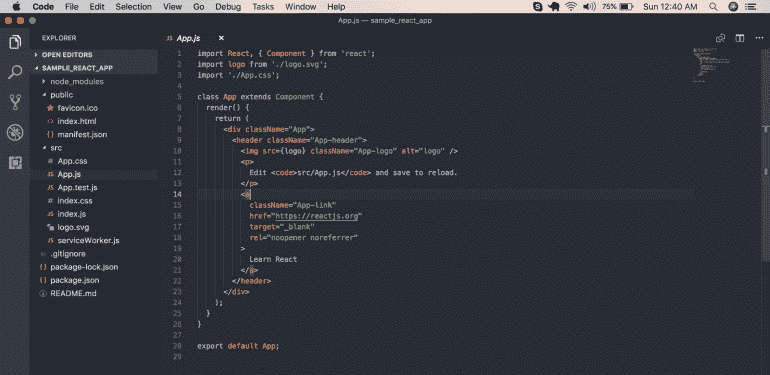 Code File Edit Selection View Go Debug Tasks Window Help 75% Sun 12:40 AM
App.js — sample_react_app
EXPLORER
OPEN EDITORS
SAMPLE_REACT_APP
node_modules
public
favicon.ico
index.html
manifest.json
src
App.css
App.js
App.test.js
index.css
index.js
logo.svg
serviceWorker.js
.gitignore
package-lock.json
package.json
README.md
JS App.js ×
1 import React, { Component } from 'react';
2 import logo from './logo.svg';
3 import './App.css';
4
5 class App extends Component {
6 render() {
7 return (
8 <div className="App">
9 <header className="App-header">
10 <img src={logo} className="App-logo" alt="logo" />
11 <p>
12 Edit <code>src/App.js</code> and save to reload.
13 </p>
14 <a
15 className="App-link"
16 href="https://reactjs.org"
17 target="_blank"
18 rel="noopener noreferrer"
19 >
20 Learn React
21 </a>
22 </header>
23 </div>
24 );
25 }
26 }
27
28 export default App;
29